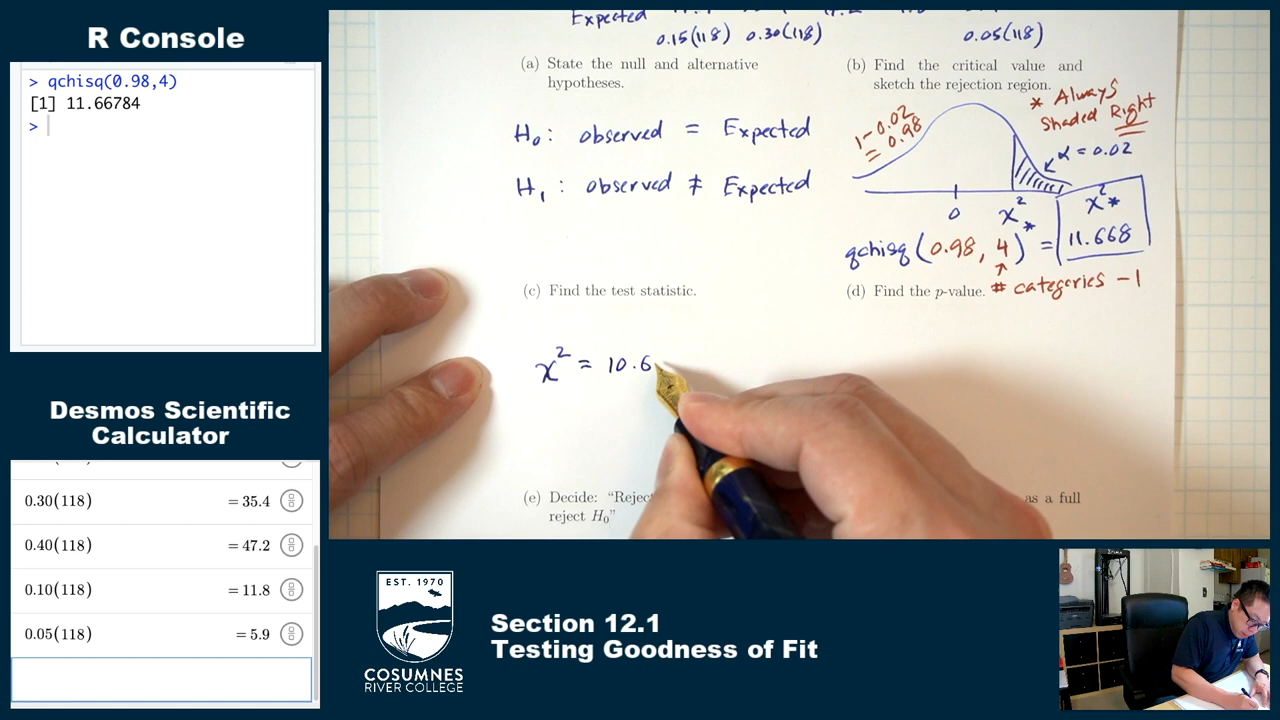 R Console
> qchisq(0.98,4)
[1] 11.66784
>
Desmos Scientific
Calculator
0.30(118) = 35.4
0.40(118) = 47.2
0.10(118) = 11.8
0.05(118) = 5.9
Expected
0.15(118) 0.30(118) 0.05(118)
(a) State the null and alternative
hypotheses.
H₀: observed = Expected
H₁: observed ≠ Expected
(b) Find the critical value and
sketch the rejection region.
* Always
Shaded Right
1-0.02
= 0.98
α = 0.02
0
χ²*
χ²*
11.668
qchisq(0.98, 4) =
↑
# categories -1
(c) Find the test statistic.
χ² = 10.6
(d) Find the p-value.
(e) Decide: "Rejec as a full
reject H₀"
EST. 1970
COSUMNES
RIVER COLLEGE
Section 12.1
Testing Goodness of Fit